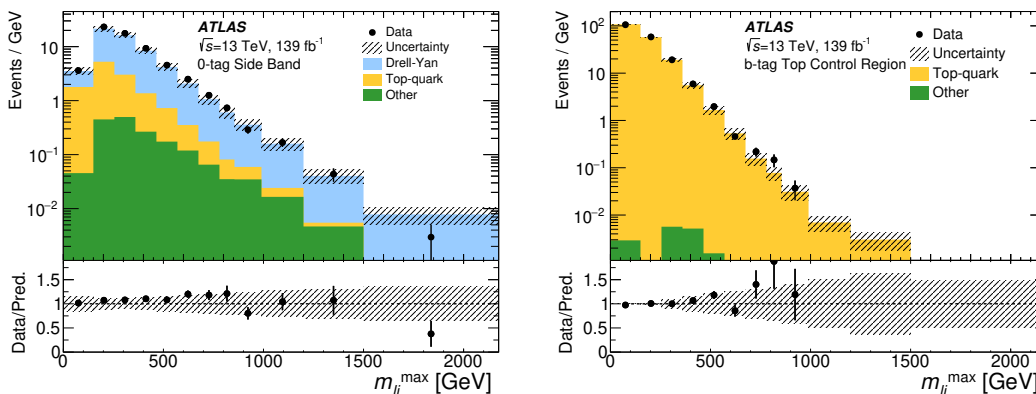 Events / GeV
10
1
10⁻¹
10⁻²
ATLAS
√s=13 TeV, 139 fb⁻¹
0-tag Side Band
Data
Uncertainty
Drell-Yan
Top-quark
Other
Data/Pred.
1.5
1
0.5
0
0 500 1000 1500 2000
m_lj^max [GeV]
Events / GeV
10²
10
1
10⁻¹
10⁻²
ATLAS
√s=13 TeV, 139 fb⁻¹
b-tag Top Control Region
Data
Uncertainty
Top-quark
Other
Data/Pred.
1.5
1
0.5
0
0 500 1000 1500 2000
m_lj^max [GeV]